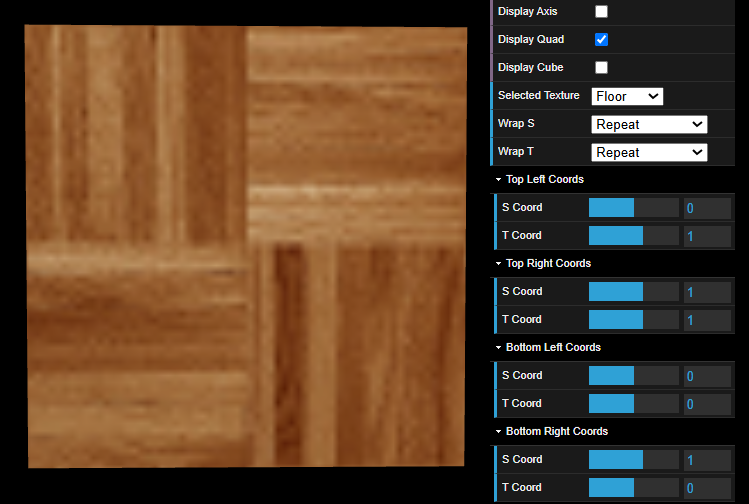 Display Axis
Display Quad
Display Cube
Selected Texture Floor
Wrap S Repeat
Wrap T Repeat
Top Left Coords
S Coord 0
T Coord 1
Top Right Coords
S Coord 1
T Coord 1
Bottom Left Coords
S Coord 0
T Coord 0
Bottom Right Coords
S Coord 1
T Coord 0